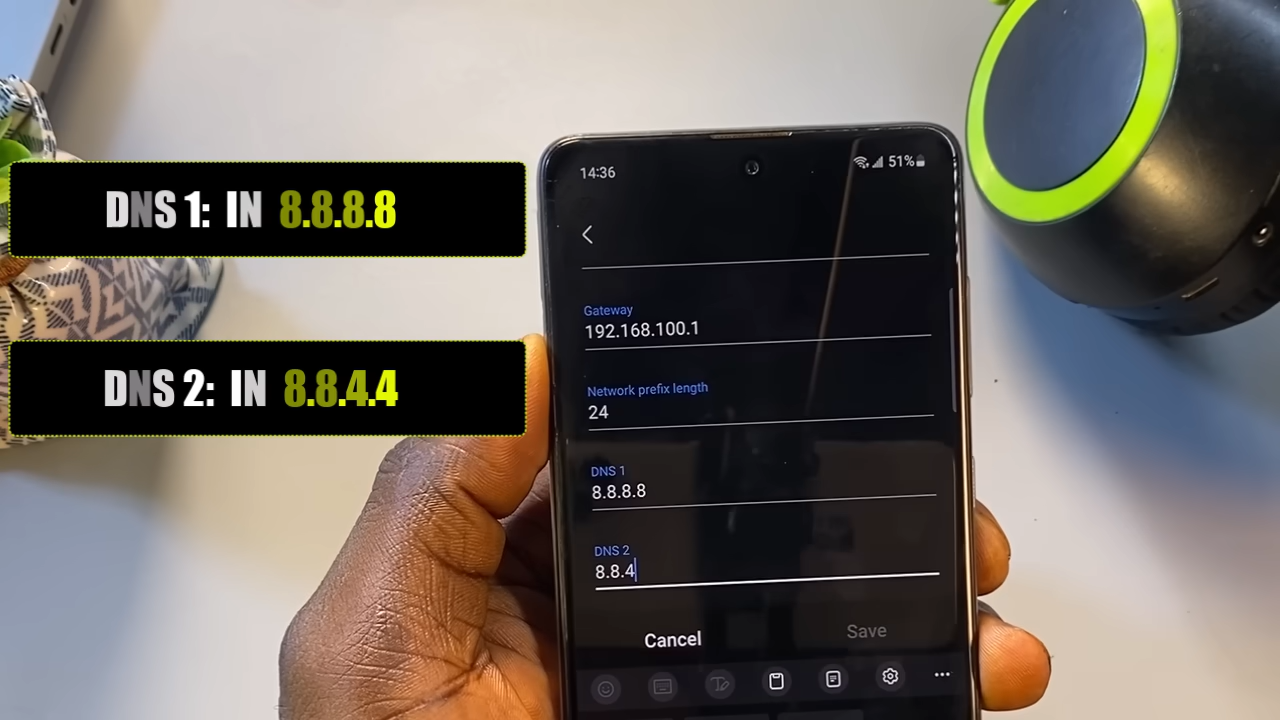 DNS 1: IN 8.8.8.8
DNS 2: IN 8.8.4.4
14:36
51%
Gateway
192.168.100.1
Network prefix length
24
DNS 1
8.8.8.8
DNS 2
8.8.4
Cancel
Save